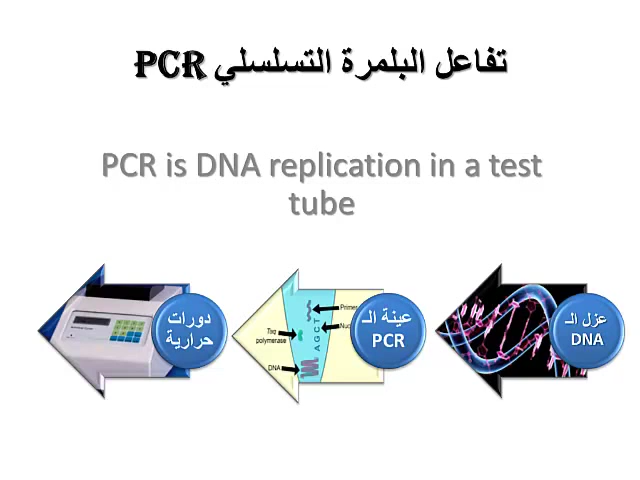 تفاعل البلمرة التسلسلي PCR
PCR is DNA replication in a test
tube
عزل الـ
DNA
عينة الـ
PCR
Primer
Taq
polymerase
A G C T
DNA
دورات
حرارية